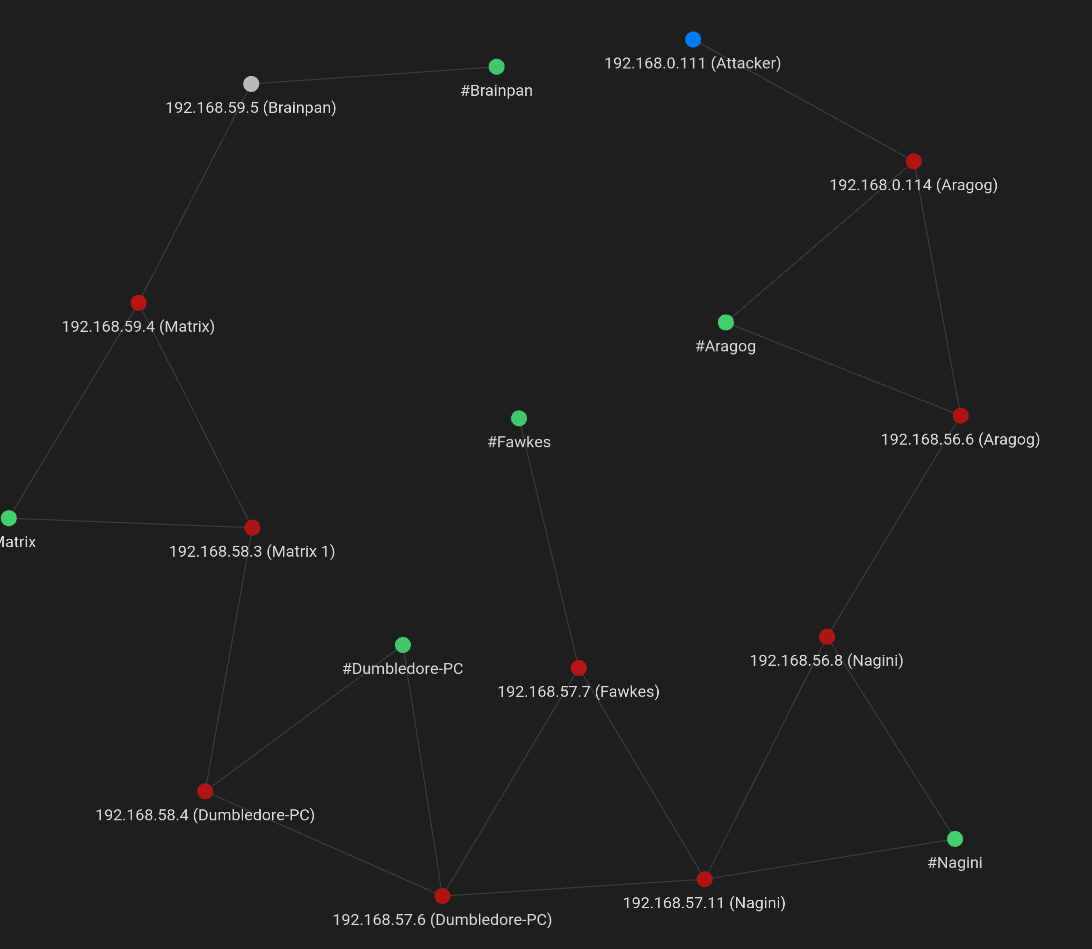 192.168.0.111 (Attacker)
#Brainpan
192.168.59.5 (Brainpan)
192.168.0.114 (Aragog)
192.168.59.4 (Matrix)
#Aragog
#Fawkes
192.168.56.6 (Aragog)
Matrix
192.168.58.3 (Matrix 1)
192.168.56.8 (Nagini)
#Dumbledore-PC
192.168.57.7 (Fawkes)
192.168.58.4 (Dumbledore-PC)
#Nagini
192.168.57.11 (Nagini)
192.168.57.6 (Dumbledore-PC)